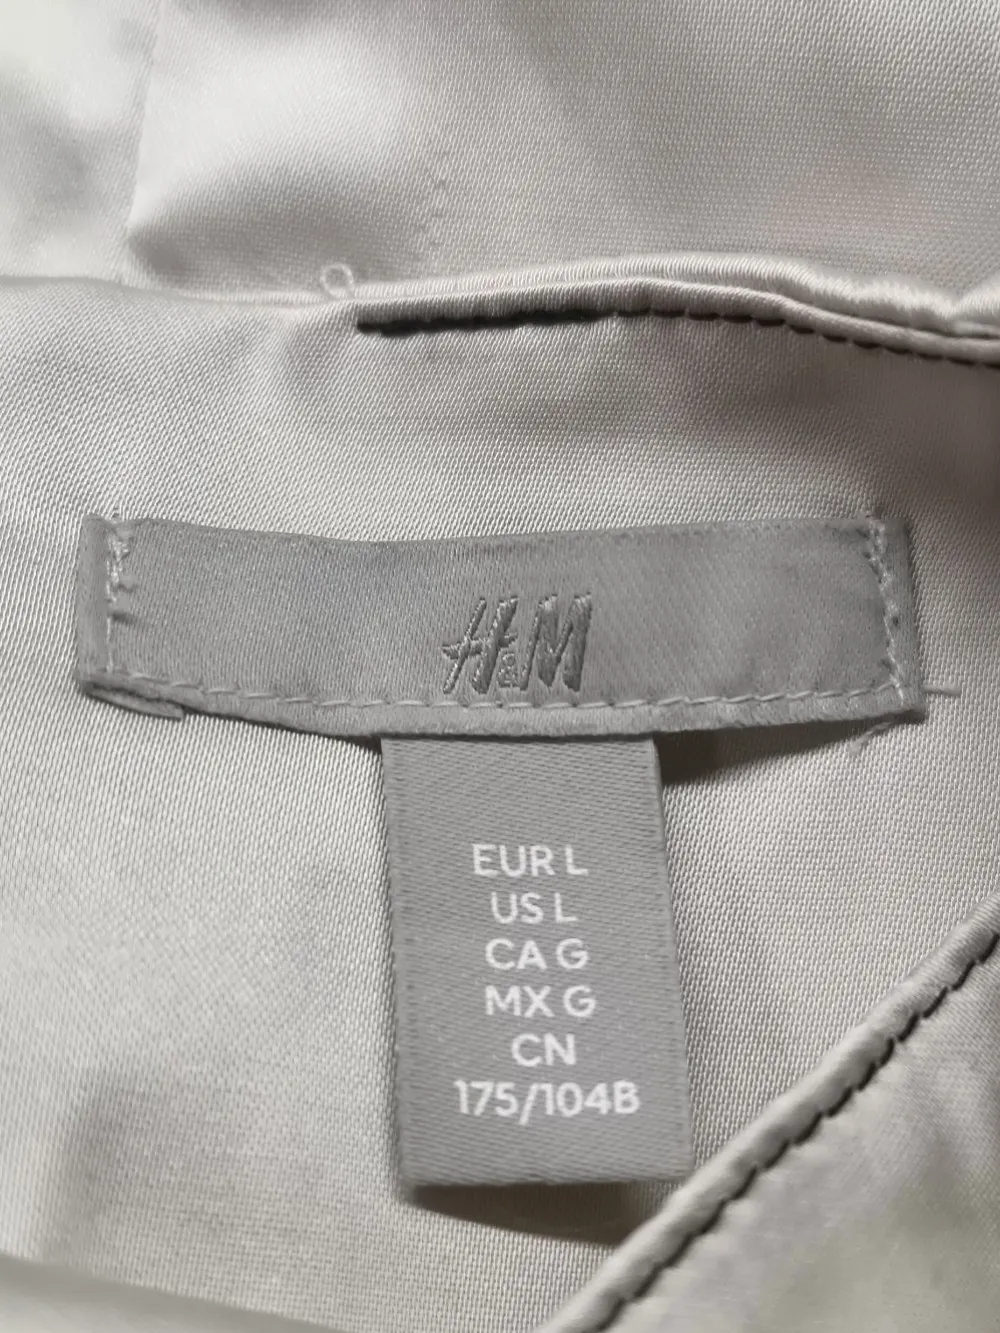 H&M
EUR L
US L
CA G
MX G
CN
175/104B